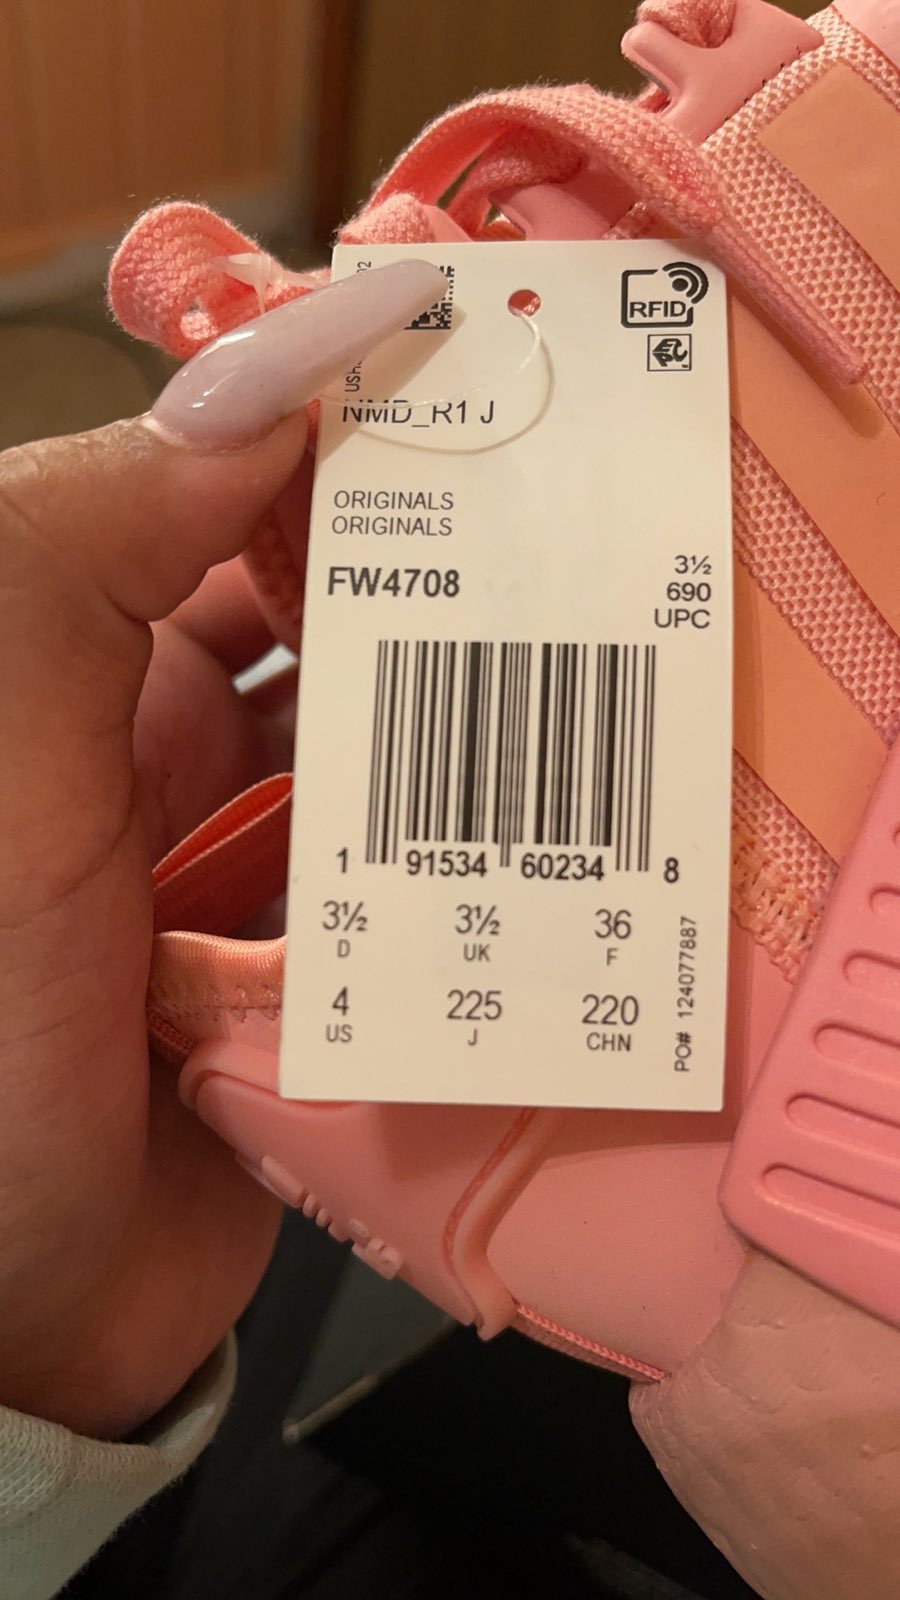 RFID
NMD_R1 J
ORIGINALS
ORIGINALS
FW4708
3½
690
UPC
1 91534 60234 8
3½ 3½ 36
D UK F
4 225 220
US J CHN
PO# 124077887